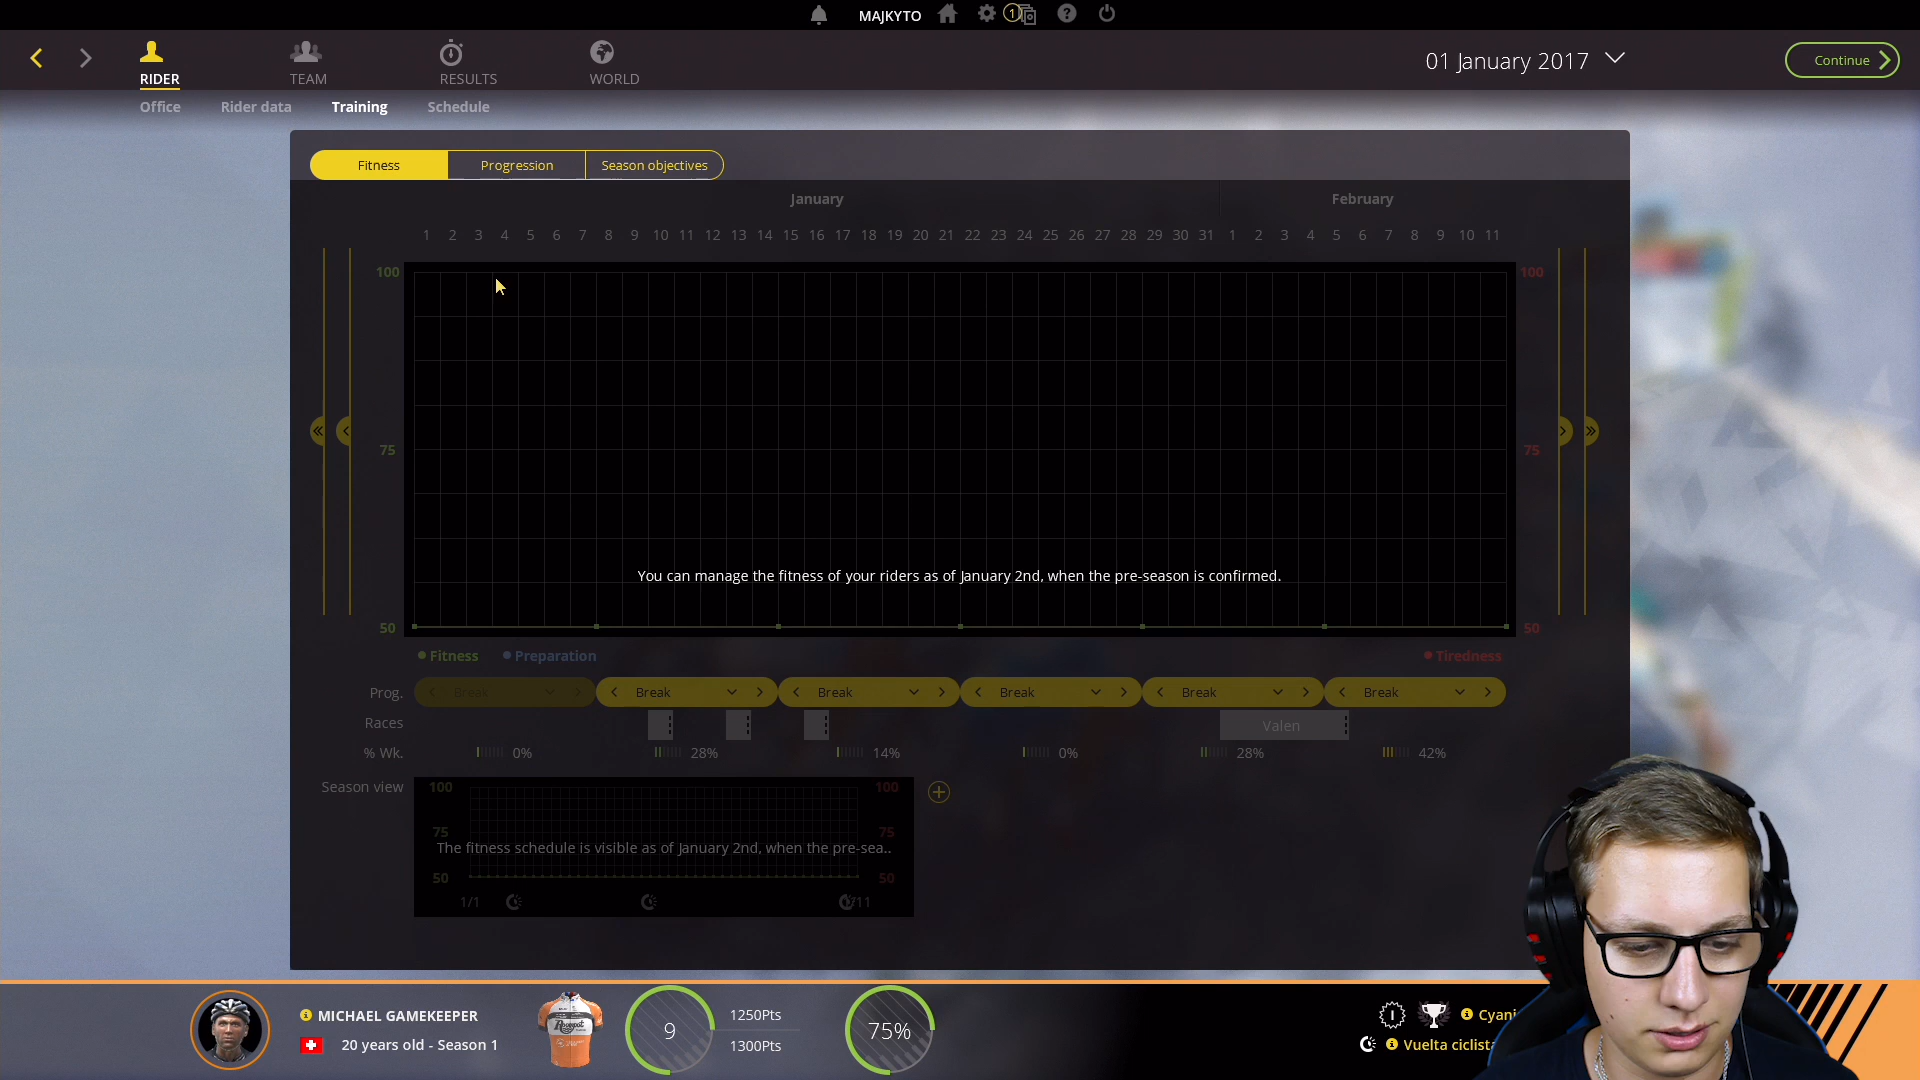 MAJKYTO
1
RIDER
TEAM
RESULTS
WORLD
01 January 2017
Continue
Office
Rider data
Training
Schedule
Fitness
Progression
Season objectives
January
February
1 2 3 4 5 6 7 8 9 10 11 12 13 14 15 16 17 18 19 20 21 22 23 24 25 26 27 28 29 30 31 1 2 3 4 5 6 7 8 9 10 11
100
100
75
75
You can manage the fitness of your riders as of January 2nd, when the pre-season is confirmed.
50
50
Fitness
Preparation
Tiredness
Prog.
Break
Break
Break
Break
Break
Break
Races
Valen
% Wk.
0%
28%
14%
0%
28%
42%
Season view
100
100
75
75
The fitness schedule is visible as of January 2nd, when the pre-sea..
50
50
1/1
MICHAEL GAMEKEEPER
20 years old - Season 1
9
1250Pts
1300Pts
75%
Cyani
Vuelta ciclista